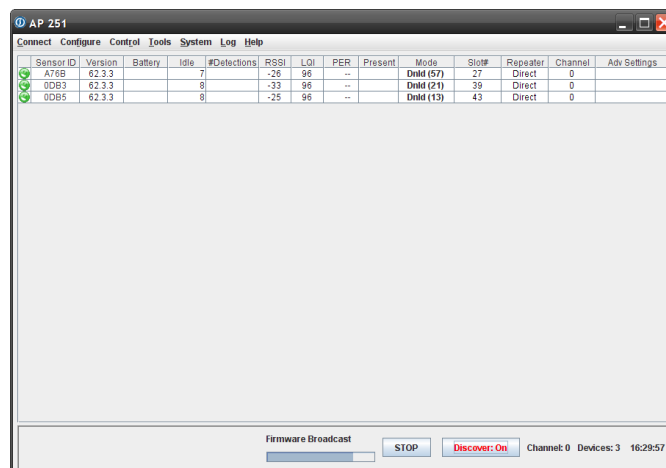 AP 251
Connect Configure Control Tools System Log Help
Sensor ID Version Battery Idle #Detections RSSI LQI PER Present Mode Slot# Repeater Channel Adv Settings
A76B 62.3.3 7 -26 96 -- Dnld (57) 27 Direct 0
0DB3 62.3.3 8 -33 96 -- Dnld (21) 39 Direct 0
0DB5 62.3.3 8 -25 96 -- Dnld (13) 43 Direct 0
Firmware Broadcast
STOP Discover: On Channel: 0 Devices: 3 16:29:57